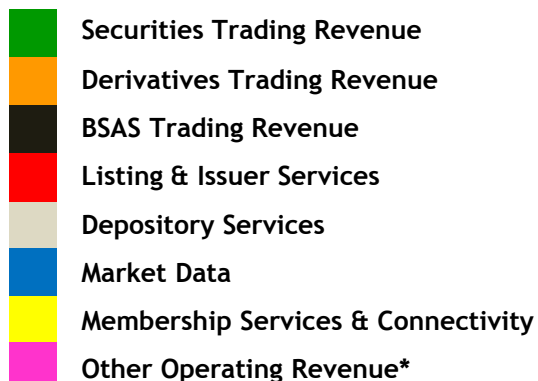 Securities Trading Revenue
Derivatives Trading Revenue
BSAS Trading Revenue
Listing & Issuer Services
Depository Services
Market Data
Membership Services & Connectivity
Other Operating Revenue*